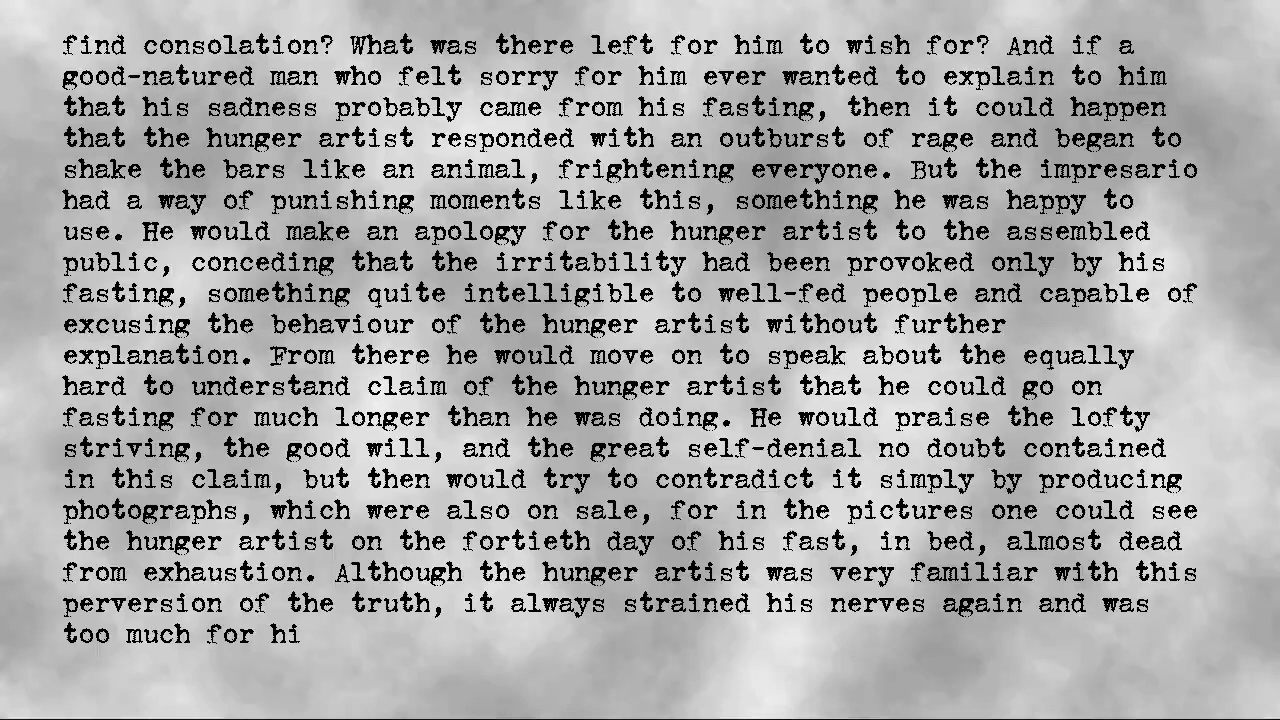 find consolation? What was there left for him to wish for? And if a
good-natured man who felt sorry for him ever wanted to explain to him
that his sadness probably came from his fasting, then it could happen
that the hunger artist responded with an outburst of rage and began to
shake the bars like an animal, frightening everyone. But the impresario
had a way of punishing moments like this, something he was happy to
use. He would make an apology for the hunger artist to the assembled
public, conceding that the irritability had been provoked only by his
fasting, something quite intelligible to well-fed people and capable of
excusing the behaviour of the hunger artist without further
explanation. From there he would move on to speak about the equally
hard to understand claim of the hunger artist that he could go on
fasting for much longer than he was doing. He would praise the lofty
striving, the good will, and the great self-denial no doubt contained
in this claim, but then would try to contradict it simply by producing
photographs, which were also on sale, for in the pictures one could see
the hunger artist on the fortieth day of his fast, in bed, almost dead
from exhaustion. Although the hunger artist was very familiar with this
perversion of the truth, it always strained his nerves again and was
too much for hi